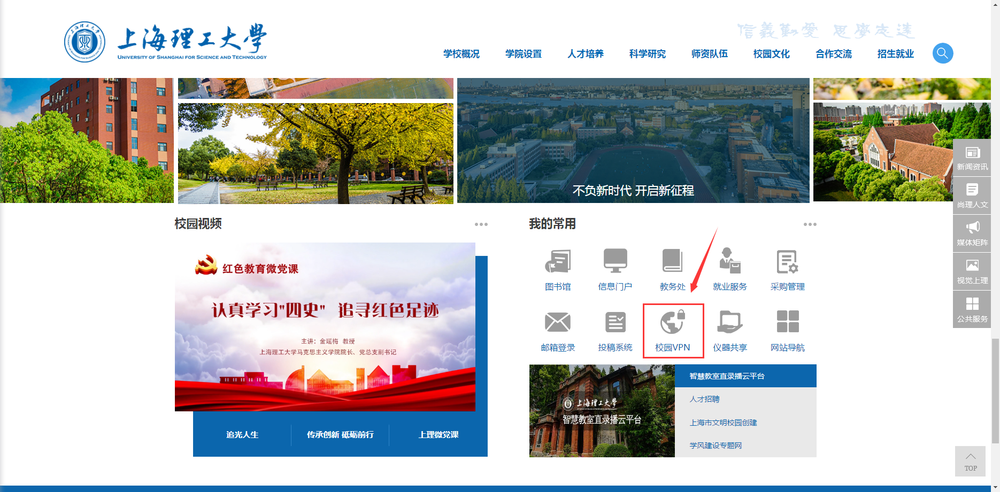 上海理工大学
UNIVERSITY OF SHANGHAI FOR SCIENCE AND TECHNOLOGY
信義勤愛 思學志遠
学校概况 学院设置 人才培养 科学研究 师资队伍 校园文化 合作交流 招生就业
不负新时代 开启新征程
新闻资讯
尚理人文
媒体矩阵
视觉上理
公共服务
校园视频
红色教育微党课
认真学习"四史" 追寻红色足迹
主讲：金瑶梅 教授
上海理工大学马克思主义学院院长、党总支副书记
追光人生 传承创新 砥砺前行 上理微党课
我的常用
图书馆 信息门户 教务处 就业服务 采购管理
邮箱登录 投稿系统 校园VPN 仪器共享 网站导航
上海理工大学
智慧教室直录播云平台
智慧教室直录播云平台
人才招聘
上海市文明校园创建
学风建设专题网
TOP